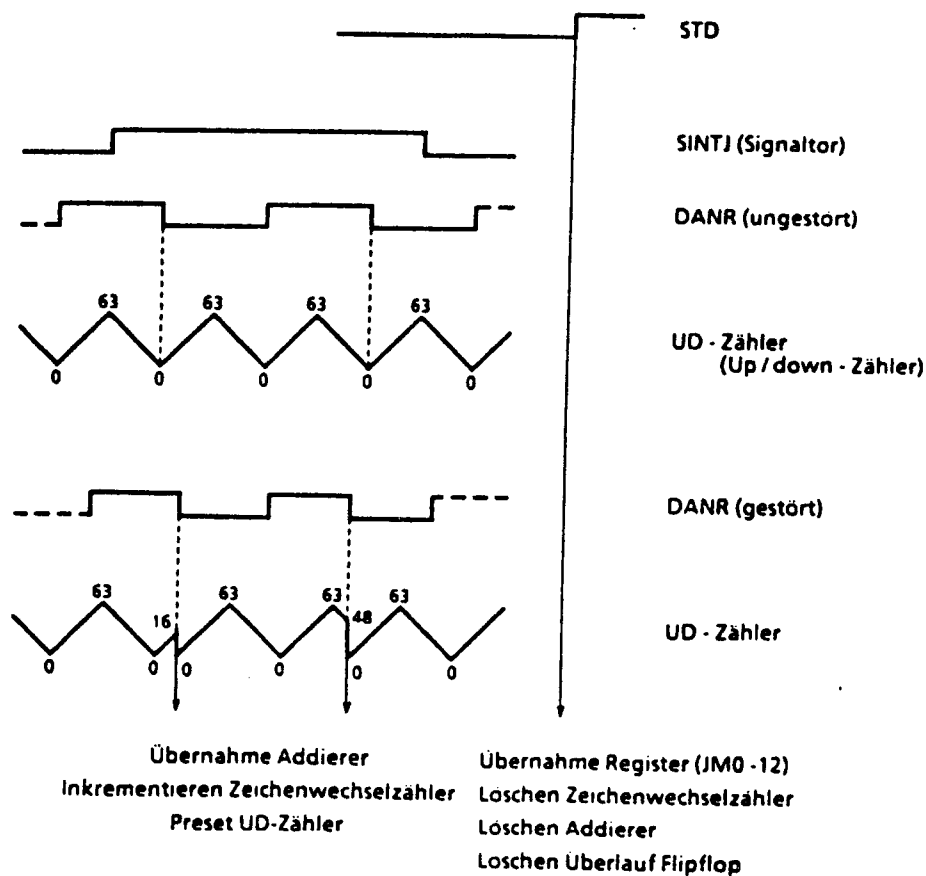 STD
SINTJ (Signaltor)
DANR (ungestört)
63 63 63 63
UD - Zähler
(Up / down - Zähler)
0 0 0 0 0
DANR (gestört)
63 63 63 63
16 48
UD - Zähler
0 0 0 0 0 0
Übernahme Addierer
Inkrementieren Zeichenwechselzähler
Preset UD-Zähler
Übernahme Register (JM0 -12)
Löschen Zeichenwechselzähler
Löschen Addierer
Loschen Überlauf Flipflop